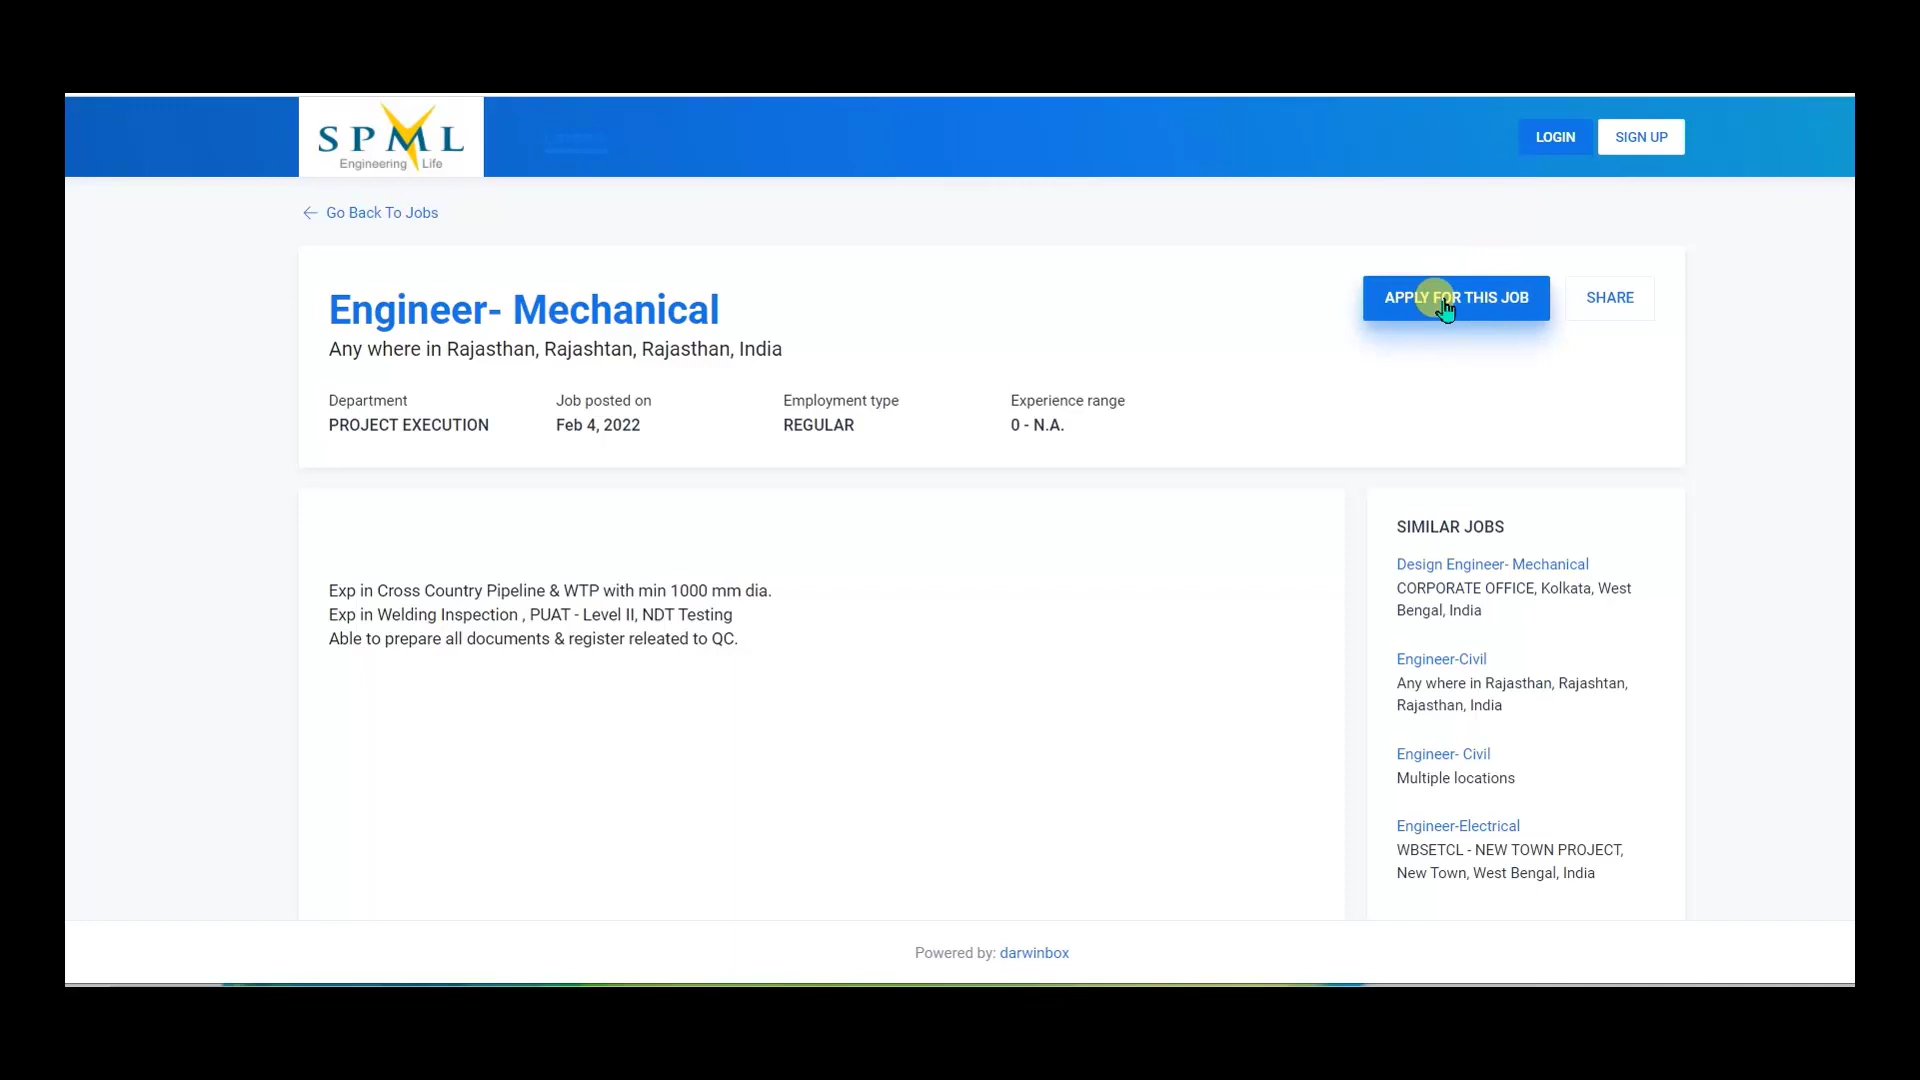 SPML
Engineering Life
LOGIN
SIGN UP
Go Back To Jobs
Engineer- Mechanical
Any where in Rajasthan, Rajashtan, Rajasthan, India
APPLY FOR THIS JOB
SHARE
Department
Job posted on
Employment type
Experience range
PROJECT EXECUTION
Feb 4, 2022
REGULAR
0 - N.A.
Exp in Cross Country Pipeline & WTP with min 1000 mm dia.
Exp in Welding Inspection , PUAT - Level II, NDT Testing
Able to prepare all documents & register releated to QC.
SIMILAR JOBS
Design Engineer- Mechanical
CORPORATE OFFICE, Kolkata, West
Bengal, India
Engineer-Civil
Any where in Rajasthan, Rajashtan,
Rajasthan, India
Engineer- Civil
Multiple locations
Engineer-Electrical
WBSETCL - NEW TOWN PROJECT,
New Town, West Bengal, India
Powered by: darwinbox